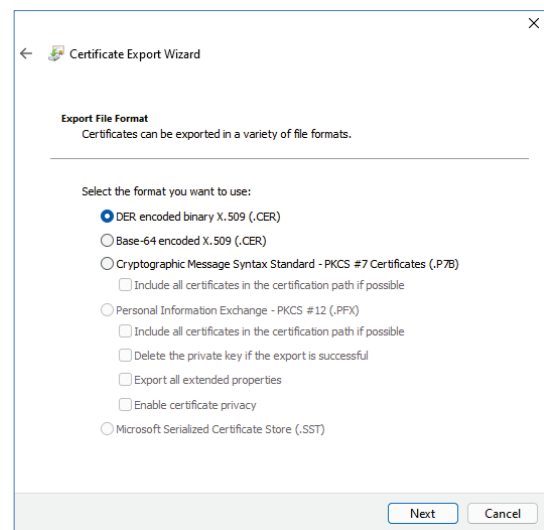 Certificate Export Wizard
Export File Format
Certificates can be exported in a variety of file formats.
Select the format you want to use:
DER encoded binary X.509 (.CER)
Base-64 encoded X.509 (.CER)
Cryptographic Message Syntax Standard - PKCS #7 Certificates (.P7B)
Include all certificates in the certification path if possible
Personal Information Exchange - PKCS #12 (.PFX)
Include all certificates in the certification path if possible
Delete the private key if the export is successful
Export all extended properties
Enable certificate privacy
Microsoft Serialized Certificate Store (.SST)
Next Cancel